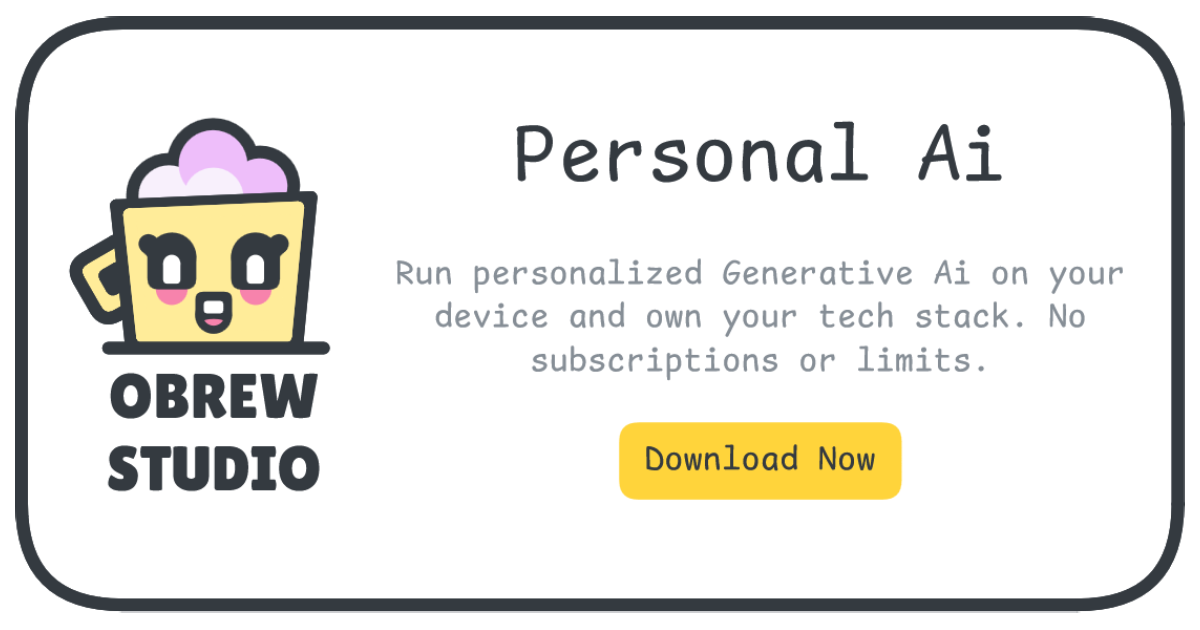 OBREW
STUDIO
Personal Ai
Run personalized Generative Ai on your
device and own your tech stack. No
subscriptions or limits.
Download Now